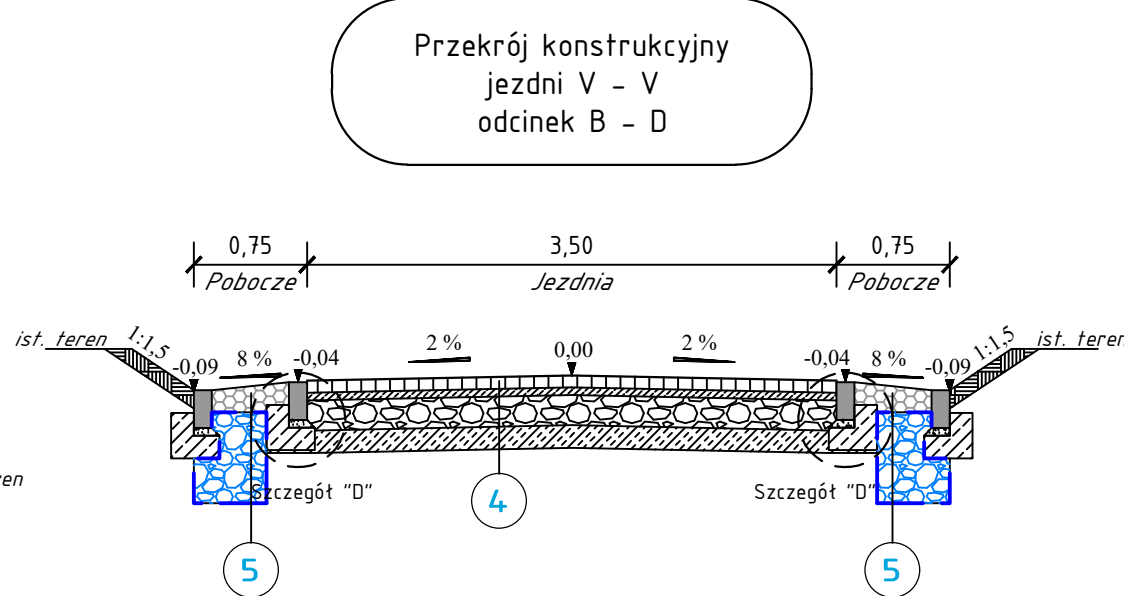 Przekrój konstrukcyjny
jezdni V - V
odcinek B - D
0,75 3,50 0,75
Pobocze Jezdnia Pobocze
ist. teren 1:1,5 -0,09 8 % -0,04 2 % 0,00 2 % -0,04 8 % -0,09 1:1,5 ist. teren
Szczegół "D" Szczegół "D"
4
5 5